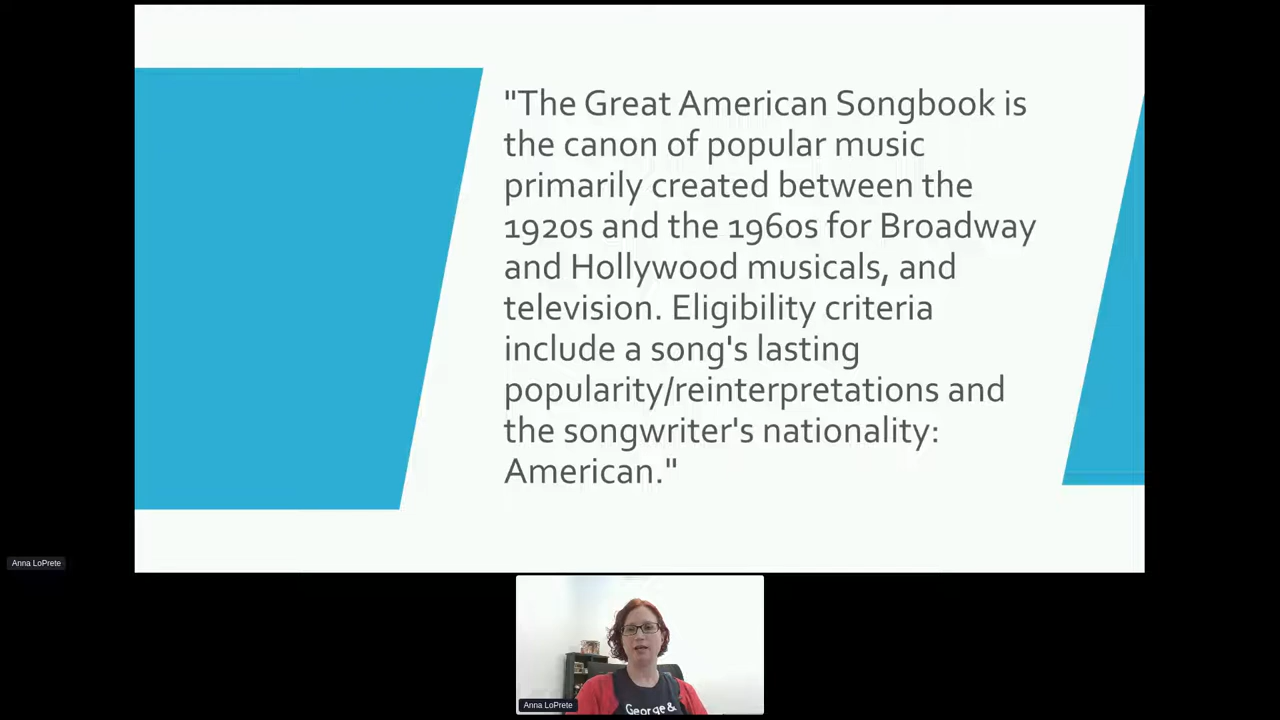 "The Great American Songbook is
the canon of popular music
primarily created between the
1920s and the 1960s for Broadway
and Hollywood musicals, and
television. Eligibility criteria
include a song's lasting
popularity/reinterpretations and
the songwriter's nationality:
American."
Anna LoPrete
Anna LoPrete
George &